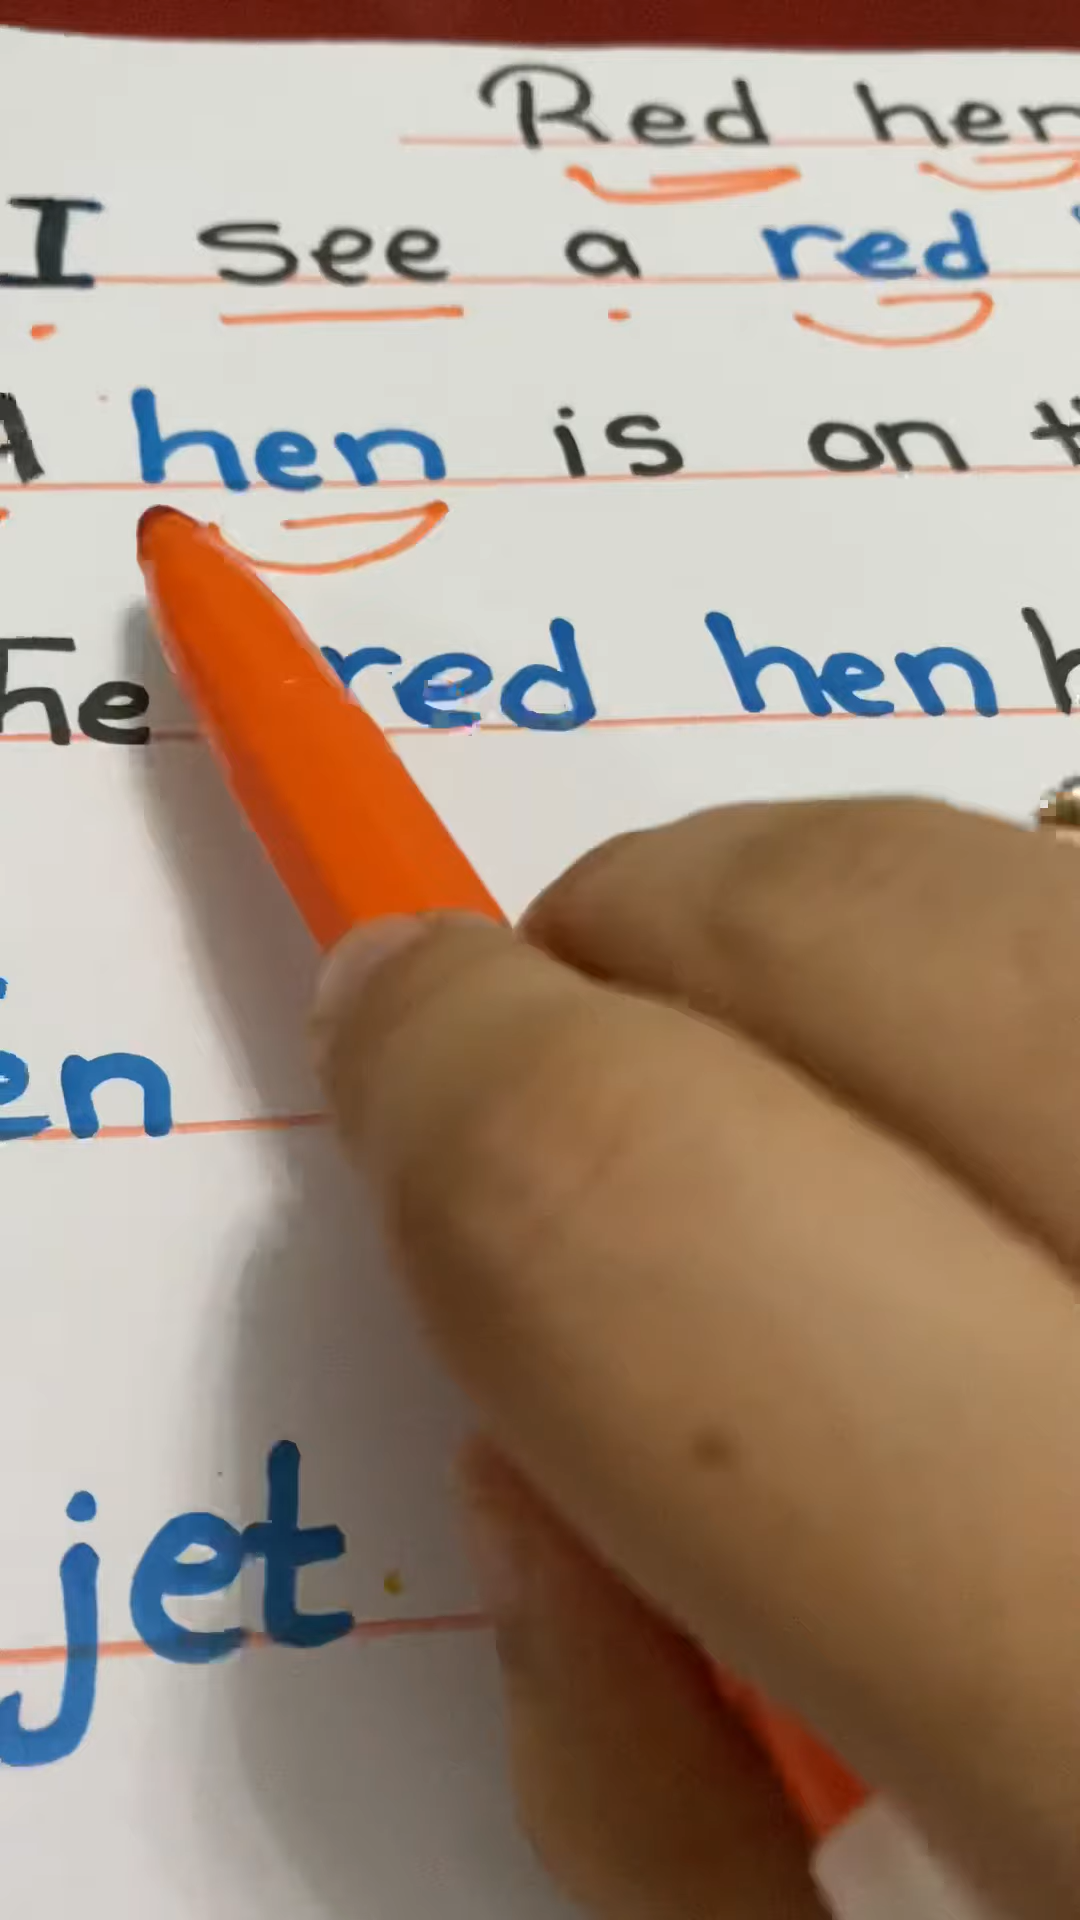 Red hen
I see a red
A hen is on
The red hen
en
jet